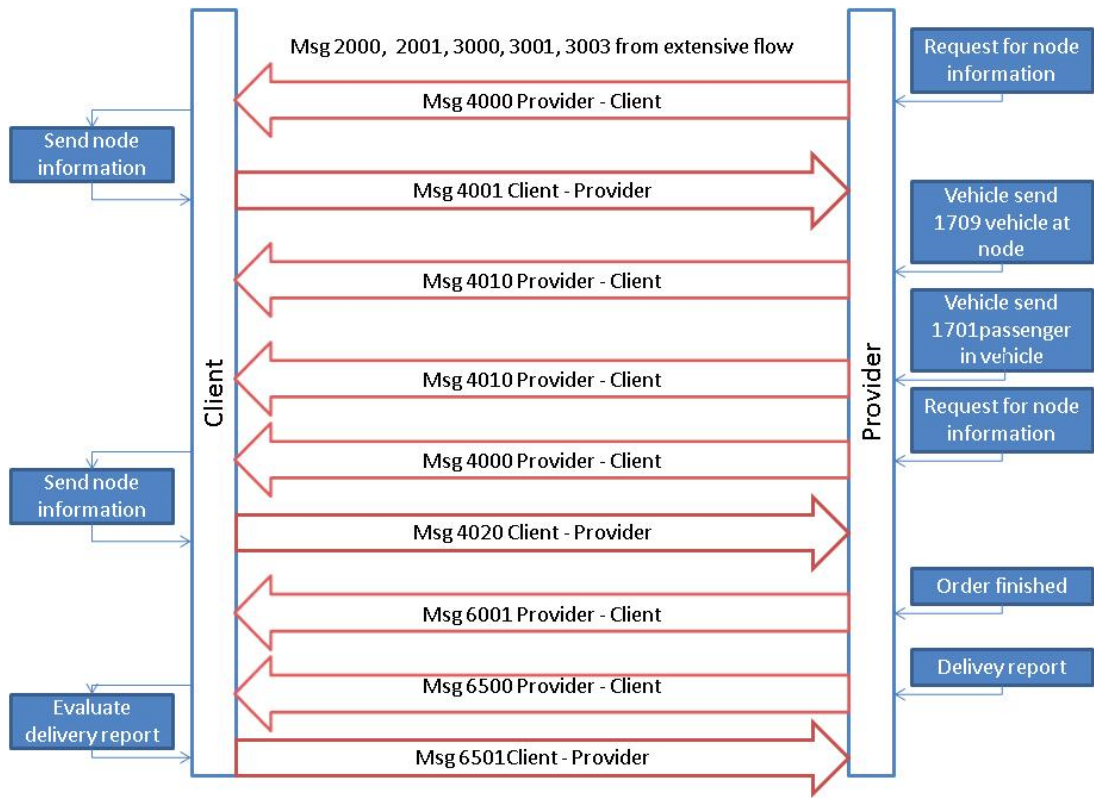 Msg 2000, 2001, 3000, 3001, 3003 from extensive flow
Request for node
information
Msg 4000 Provider - Client
Send node
information
Msg 4001 Client - Provider
Vehicle send
1709 vehicle at
node
Msg 4010 Provider - Client
Vehicle send
1701passenger
in vehicle
Client
Provider
Msg 4010 Provider - Client
Request for node
information
Msg 4000 Provider - Client
Send node
information
Msg 4020 Client - Provider
Order finished
Msg 6001 Provider - Client
Delivey report
Msg 6500 Provider - Client
Evaluate
delivery report
Msg 6501Client - Provider